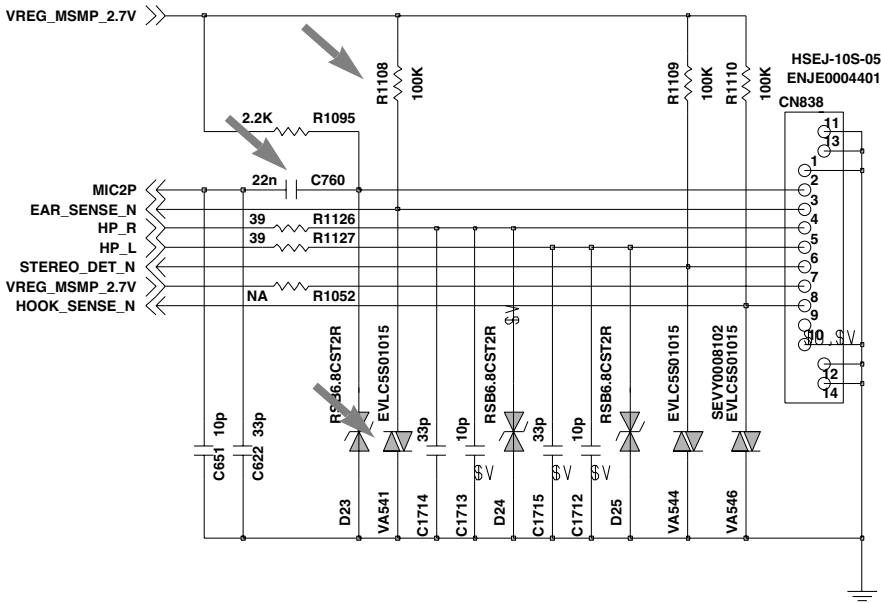 VREG_MSMP_2.7V
R1108
100K
R1109
100K
R1110
100K
HSEJ-10S-05
ENJE0004401
CN838
2.2K
R1095
11
13
1
22n
C760
MIC2P
2
EAR_SENSE_N
3
39
R1126
HP_R
4
39
R1127
HP_L
5
STEREO_DET_N
6
VREG_MSMP_2.7V
7
NA
R1052
HOOK_SENSE_N
8
9
10
$V
12
14
$V
RSB6.8CST2R
EVLC5S01015
RSB6.8CST2R
RSB6.8CST2R
EVLC5S01015
SEVY0008102
EVLC5S01015
10p
33p
33p
10p
33p
10p
C651
C622
$V
$V
$V
D23
VA541
C1714
C1713
D24
C1715
C1712
D25
VA544
VA546